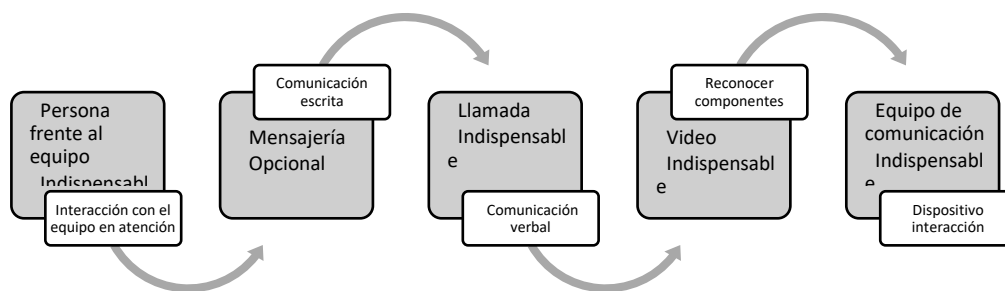 Persona
frente al
equipo
Indispensabl
Interacción con el
equipo en atención
Comunicación
escrita
Mensajería
Opcional
Llamada
Indispensabl
e
Comunicación
verbal
Reconocer
componentes
Video
Indispensabl
e
Equipo de
comunicación
Indispensabl
e
Dispositivo
interacción